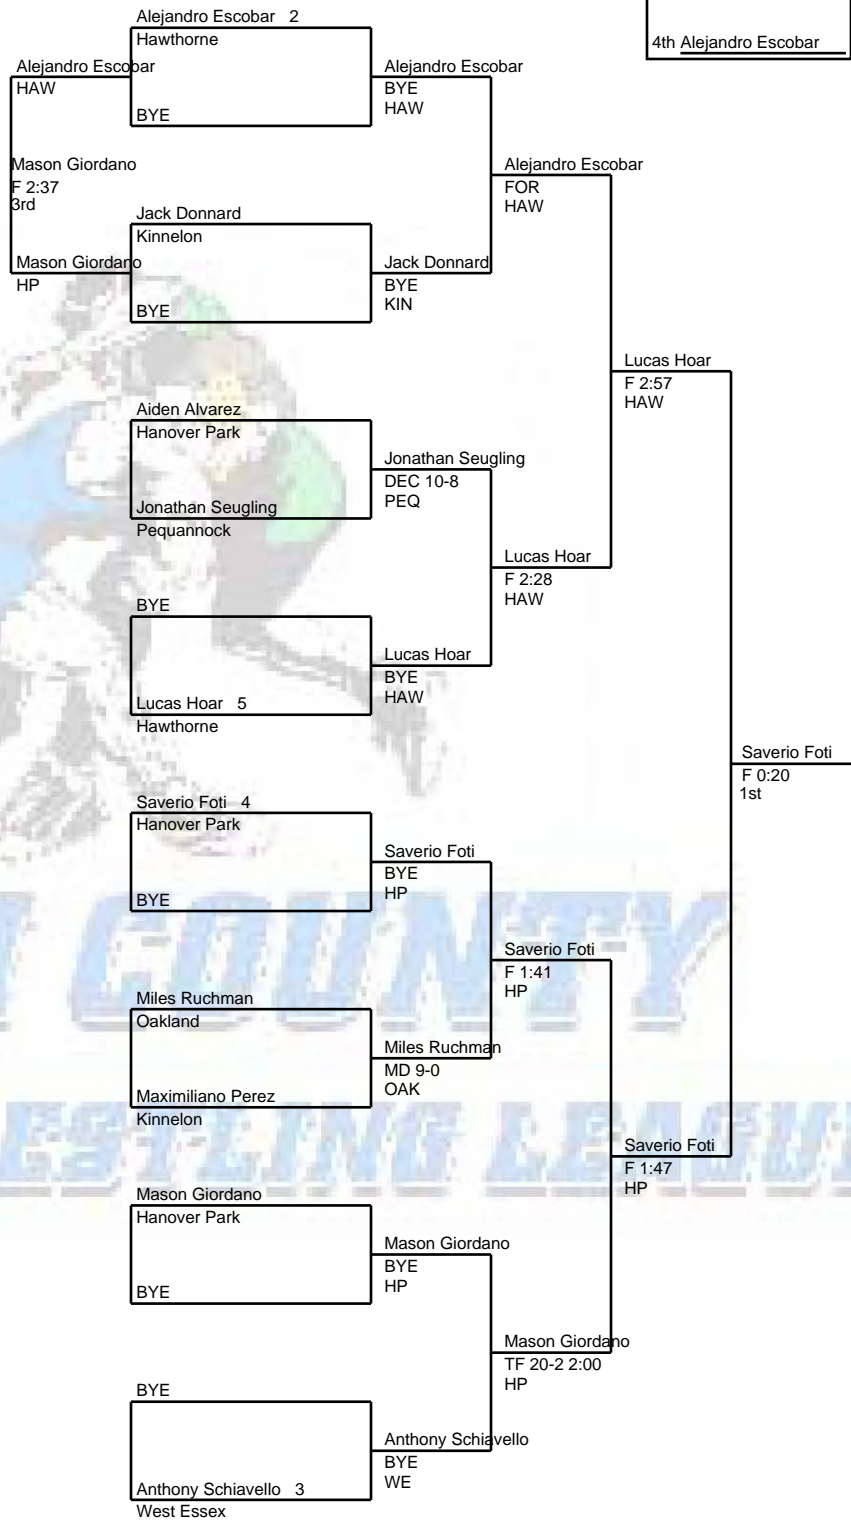 4th Alejandro Escobar
Alejandro Escobar 2
Hawthorne
BYE
Alejandro Escobar
HAW
Mason Giordano
F 2:37
3rd
Mason Giordano
HP
Jack Donnard
Kinnelon
BYE
Aiden Alvarez
Hanover Park
Jonathan Seugling
Pequannock
BYE
Lucas Hoar 5
Hawthorne
Saverio Foti 4
Hanover Park
BYE
Miles Ruchman
Oakland
Maximiliano Perez
Kinnelon
Mason Giordano
Hanover Park
BYE
BYE
Anthony Schiavello 3
West Essex
Alejandro Escobar
BYE
HAW
Jack Donnard
BYE
KIN
Jonathan Seugling
DEC 10-8
PEQ
Lucas Hoar
BYE
HAW
Saverio Foti
BYE
HP
Miles Ruchman
MD 9-0
OAK
Mason Giordano
BYE
HP
Anthony Schiavello
BYE
WE
Alejandro Escobar
FOR
HAW
Lucas Hoar
F 2:28
HAW
Saverio Foti
F 1:41
HP
Mason Giordano
TF 20-2 2:00
HP
Lucas Hoar
F 2:57
HAW
Saverio Foti
F 1:47
HP
Saverio Foti
F 0:20
1st
COUNTY
ESTLING LEAGU